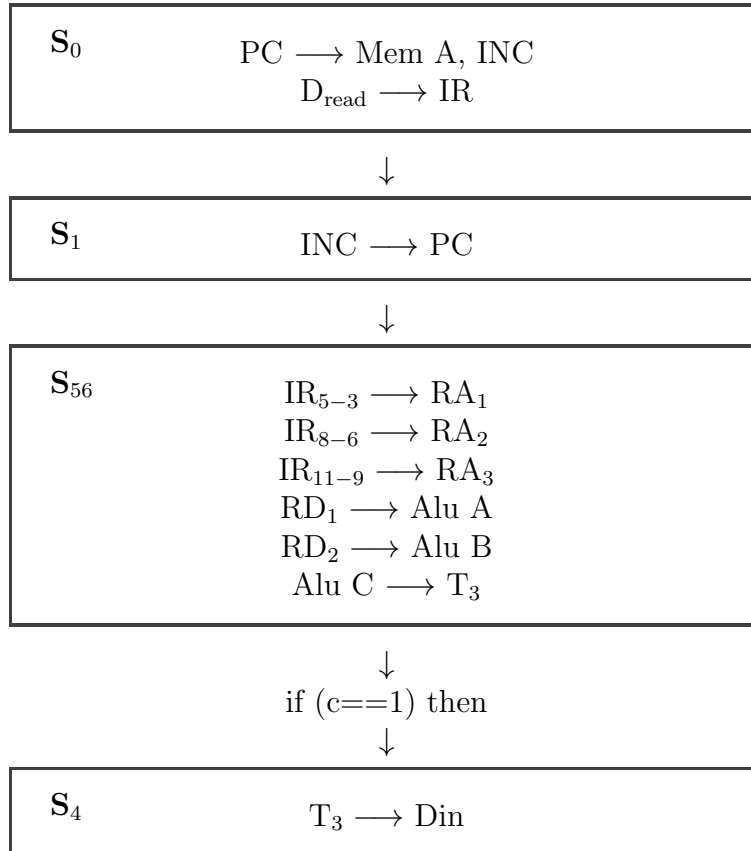 S₀
PC ⟶ Mem A, INC
D_read ⟶ IR
↓
S₁
INC ⟶ PC
↓
S₅₆
IR₅₋₃ ⟶ RA₁
IR₈₋₆ ⟶ RA₂
IR₁₁₋₉ ⟶ RA₃
RD₁ ⟶ Alu A
RD₂ ⟶ Alu B
Alu C ⟶ T₃
↓
if (c==1) then
↓
S₄
T₃ ⟶ Din